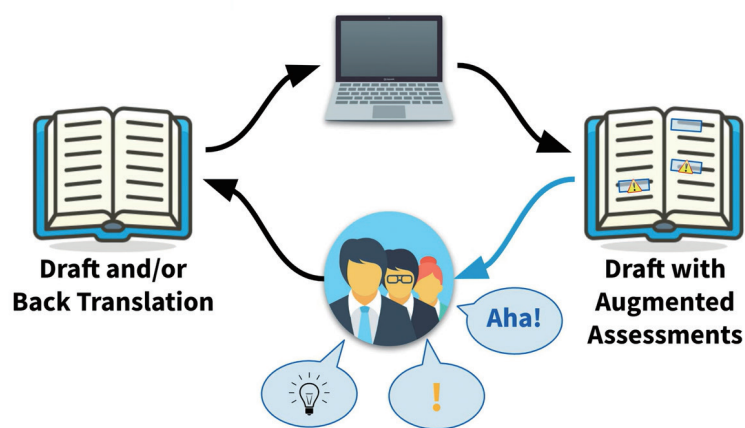 Draft and/or
Back Translation
Draft with
Augmented
Assessments
Aha!
!